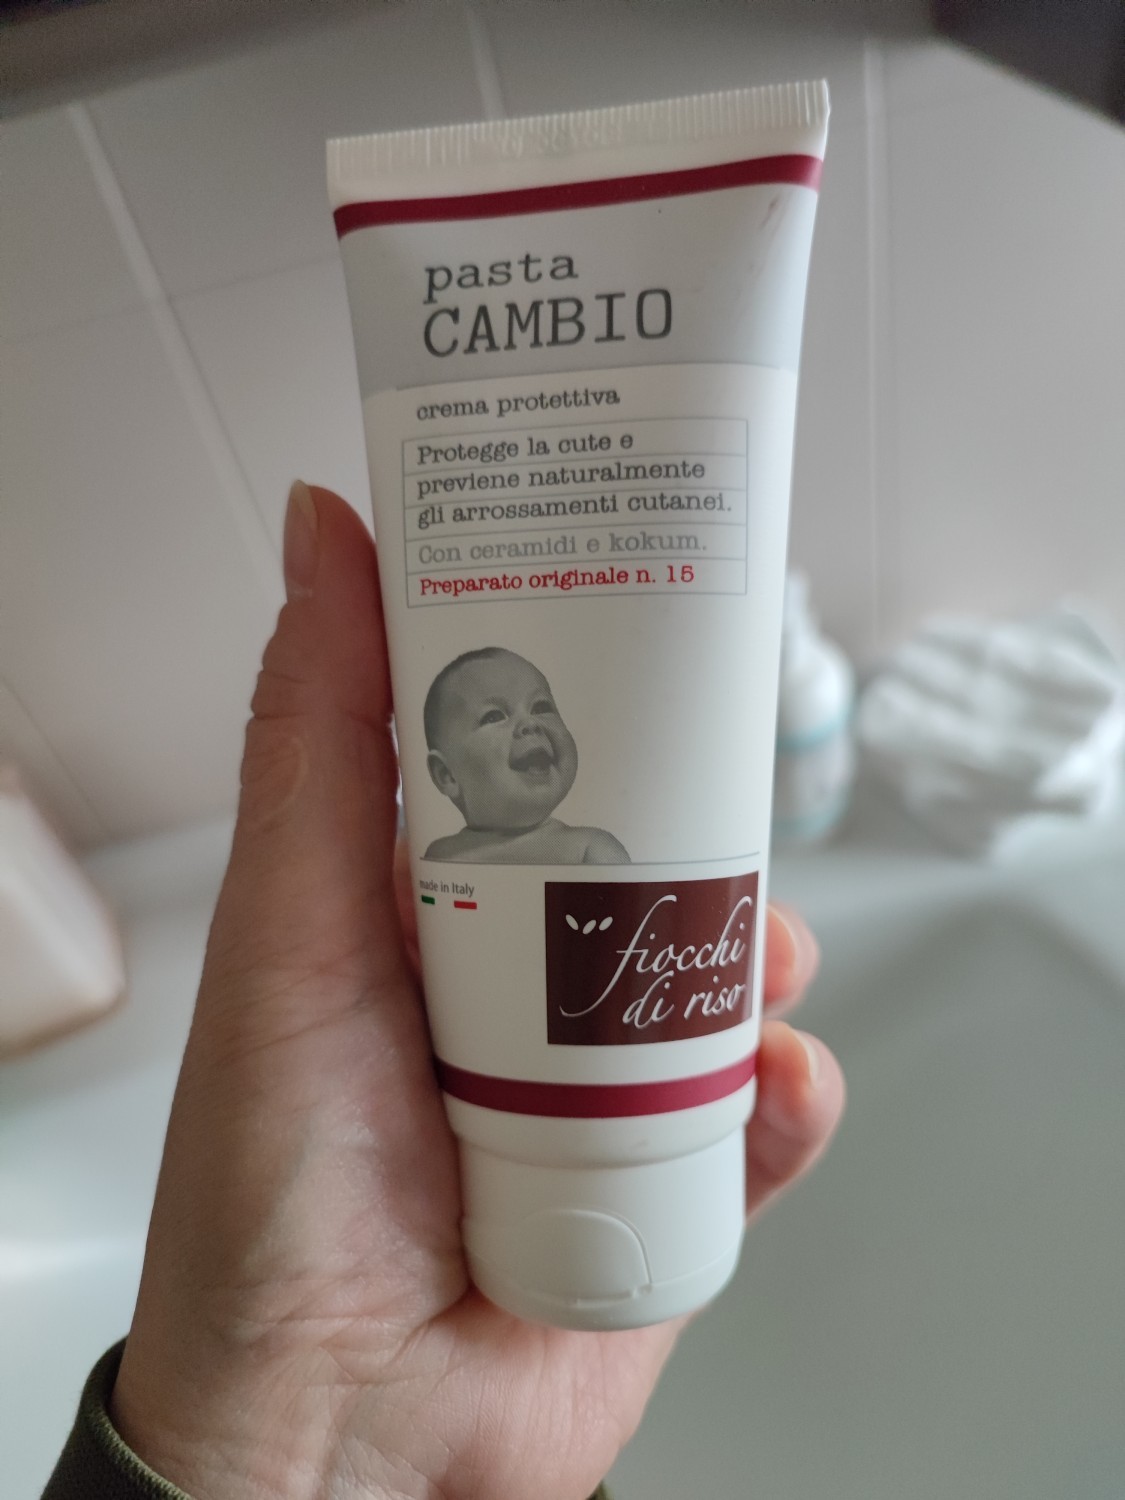 pasta
CAMBIO
crema protettiva
Protegge la cute e
previene naturalmente
gli arrossamenti cutanei.
Con ceramidi e kokum.
Preparato originale n. 15
made in Italy
fiocchi
di riso